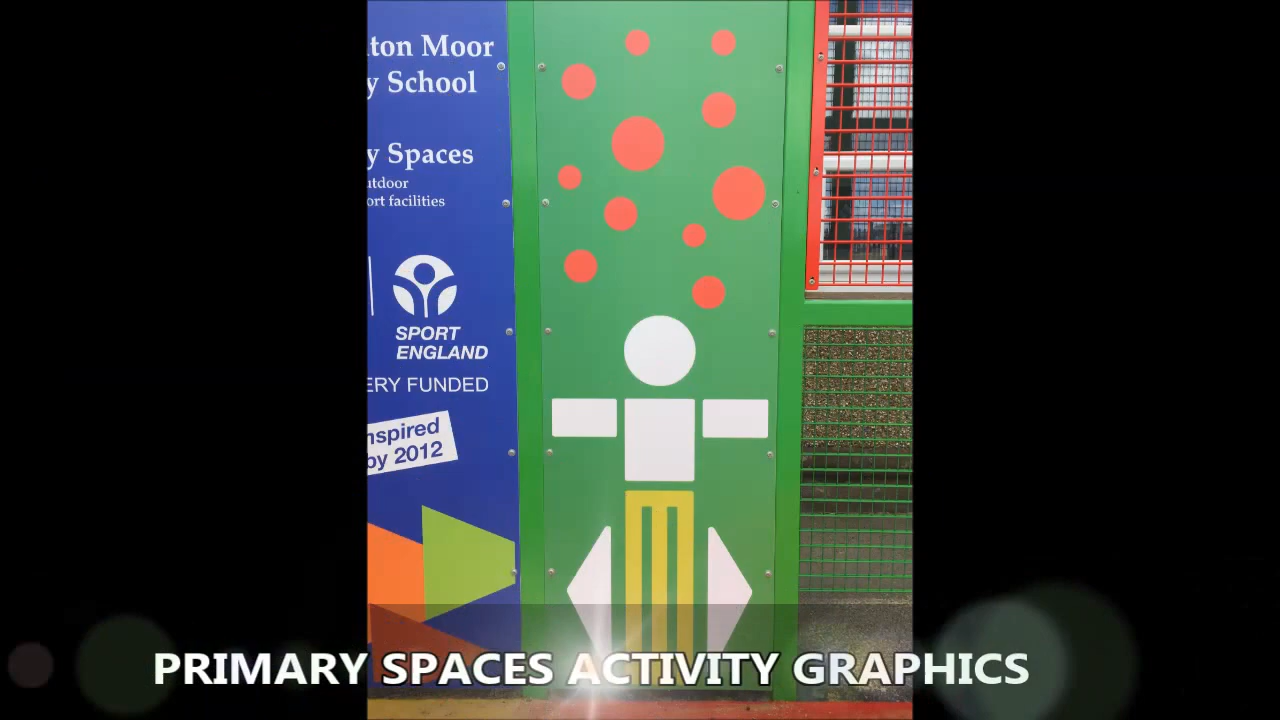 ton Moor
y School
y Spaces
utdoor
ort facilities
SPORT
ENGLAND
ERY FUNDED
nspired
by 2012
PRIMARY SPACES ACTIVITY GRAPHICS